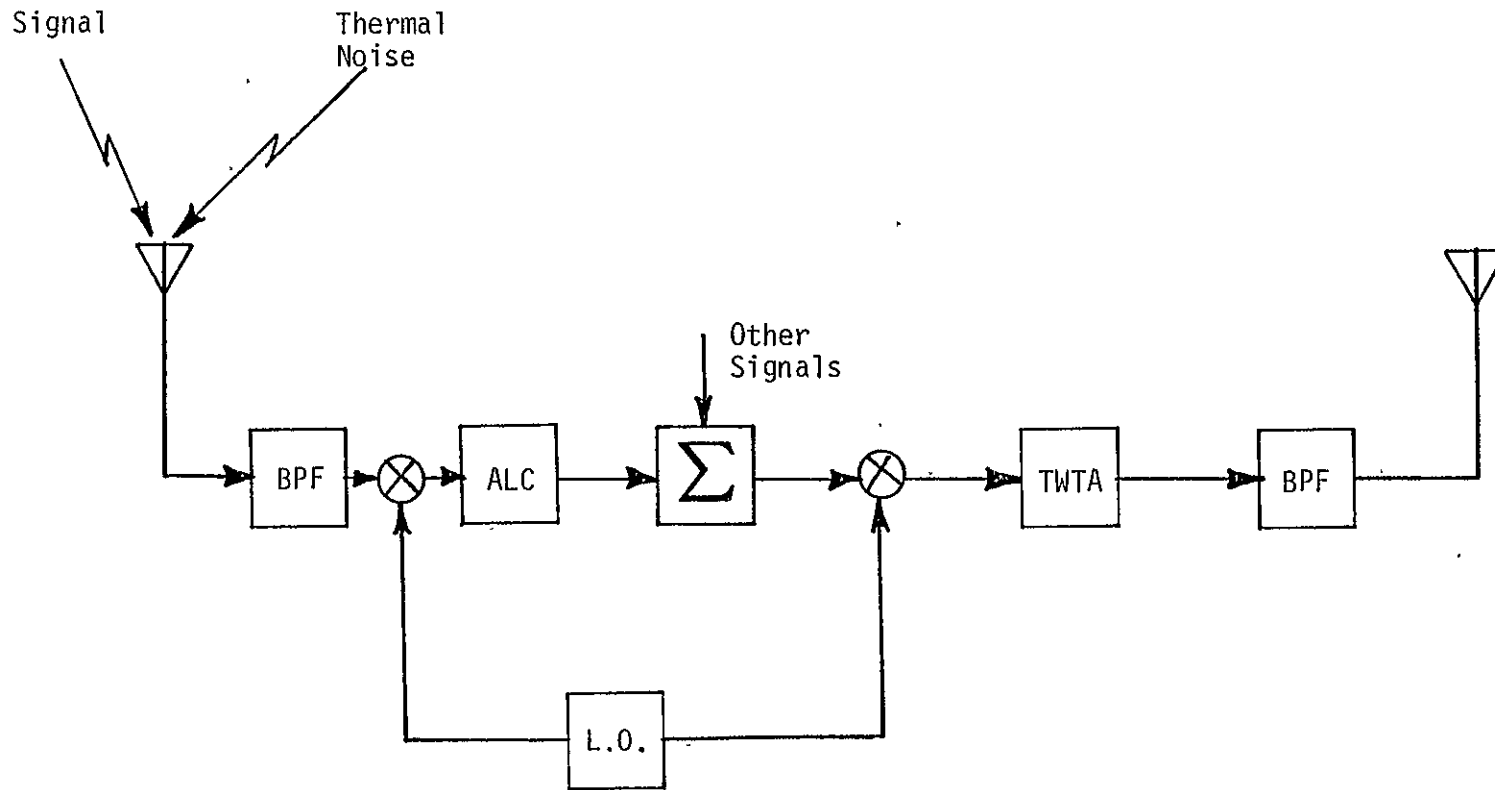 Signal
Thermal
Noise
Other
Signals
BPF
ALC
Σ
TWTA
BPF
L.O.